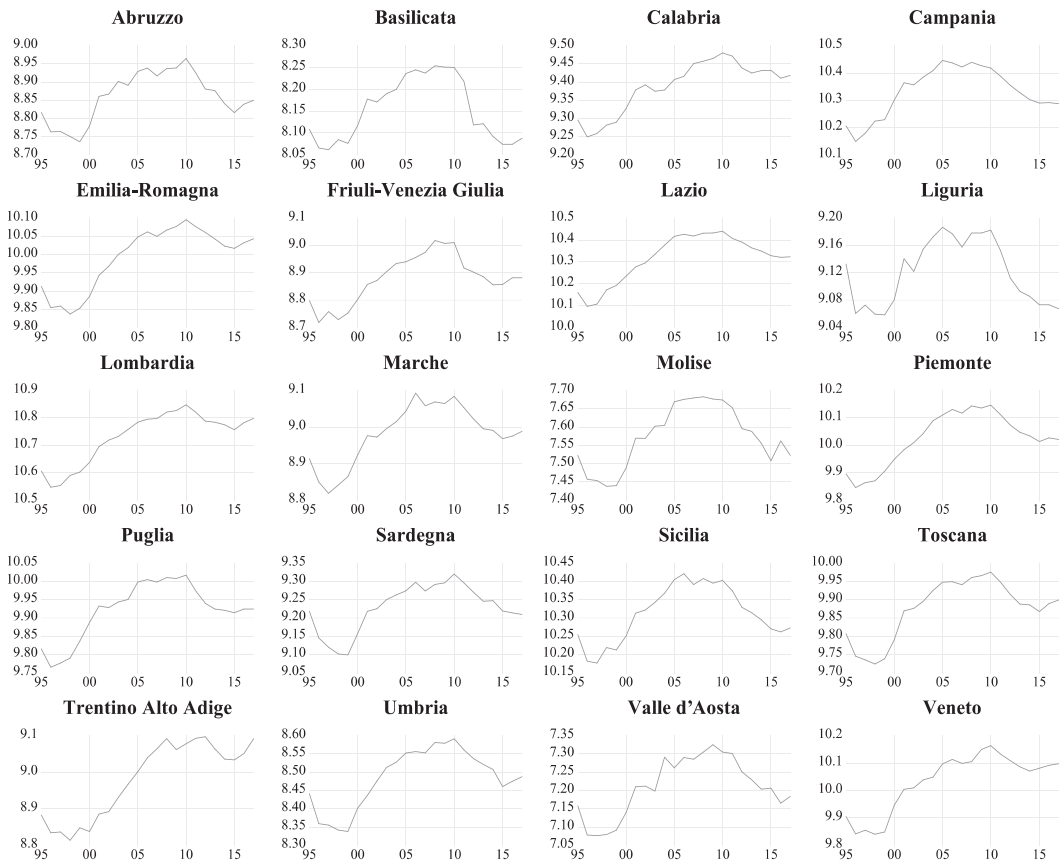 Abruzzo Basilicata Calabria Campania
9.00 8.30 9.50 10.5
8.95 8.25 9.45 10.4
8.90 8.20 9.40 10.3
8.85 8.15 9.35 10.2
8.80 8.10 9.30 10.1
8.75 8.05 9.25
8.70 9.20
95 00 05 10 15 95 00 05 10 15 95 00 05 10 15 95 00 05 10 15
Emilia-Romagna Friuli-Venezia Giulia Lazio Liguria
10.10 9.1 10.5 9.20
10.05 9.0 10.4 9.16
10.00 8.9 10.3 9.12
9.95 8.8 10.2 9.08
9.90 8.7 10.1 9.04
9.85 10.0
9.80
95 00 05 10 15 95 00 05 10 15 95 00 05 10 15 95 00 05 10 15
Lombardia Marche Molise Piemonte
10.9 9.1 7.70 10.2
10.8 9.0 7.65 10.1
10.7 8.9 7.60 10.0
10.6 8.8 7.55 9.9
10.5 7.50 9.8
7.45
7.40
95 00 05 10 15 95 00 05 10 15 95 00 05 10 15 95 00 05 10 15
Puglia Sardegna Sicilia Toscana
10.05 9.35 10.45 10.00
10.00 9.30 10.40 9.95
9.95 9.25 10.35 9.90
9.90 9.20 10.30 9.85
9.85 9.15 10.25 9.80
9.80 9.10 10.20 9.75
9.75 9.05 10.15 9.70
95 00 05 10 15 95 00 05 10 15 95 00 05 10 15 95 00 05 10 15
Trentino Alto Adige Umbria Valle d’Aosta Veneto
9.1 8.60 7.35 10.2
9.0 8.55 7.30 10.1
8.9 8.50 7.25 10.0
8.8 8.45 7.20 9.9
8.40 7.15 9.8
8.35 7.10
8.30 7.05
95 00 05 10 15 95 00 05 10 15 95 00 05 10 15 95 00 05 10 15